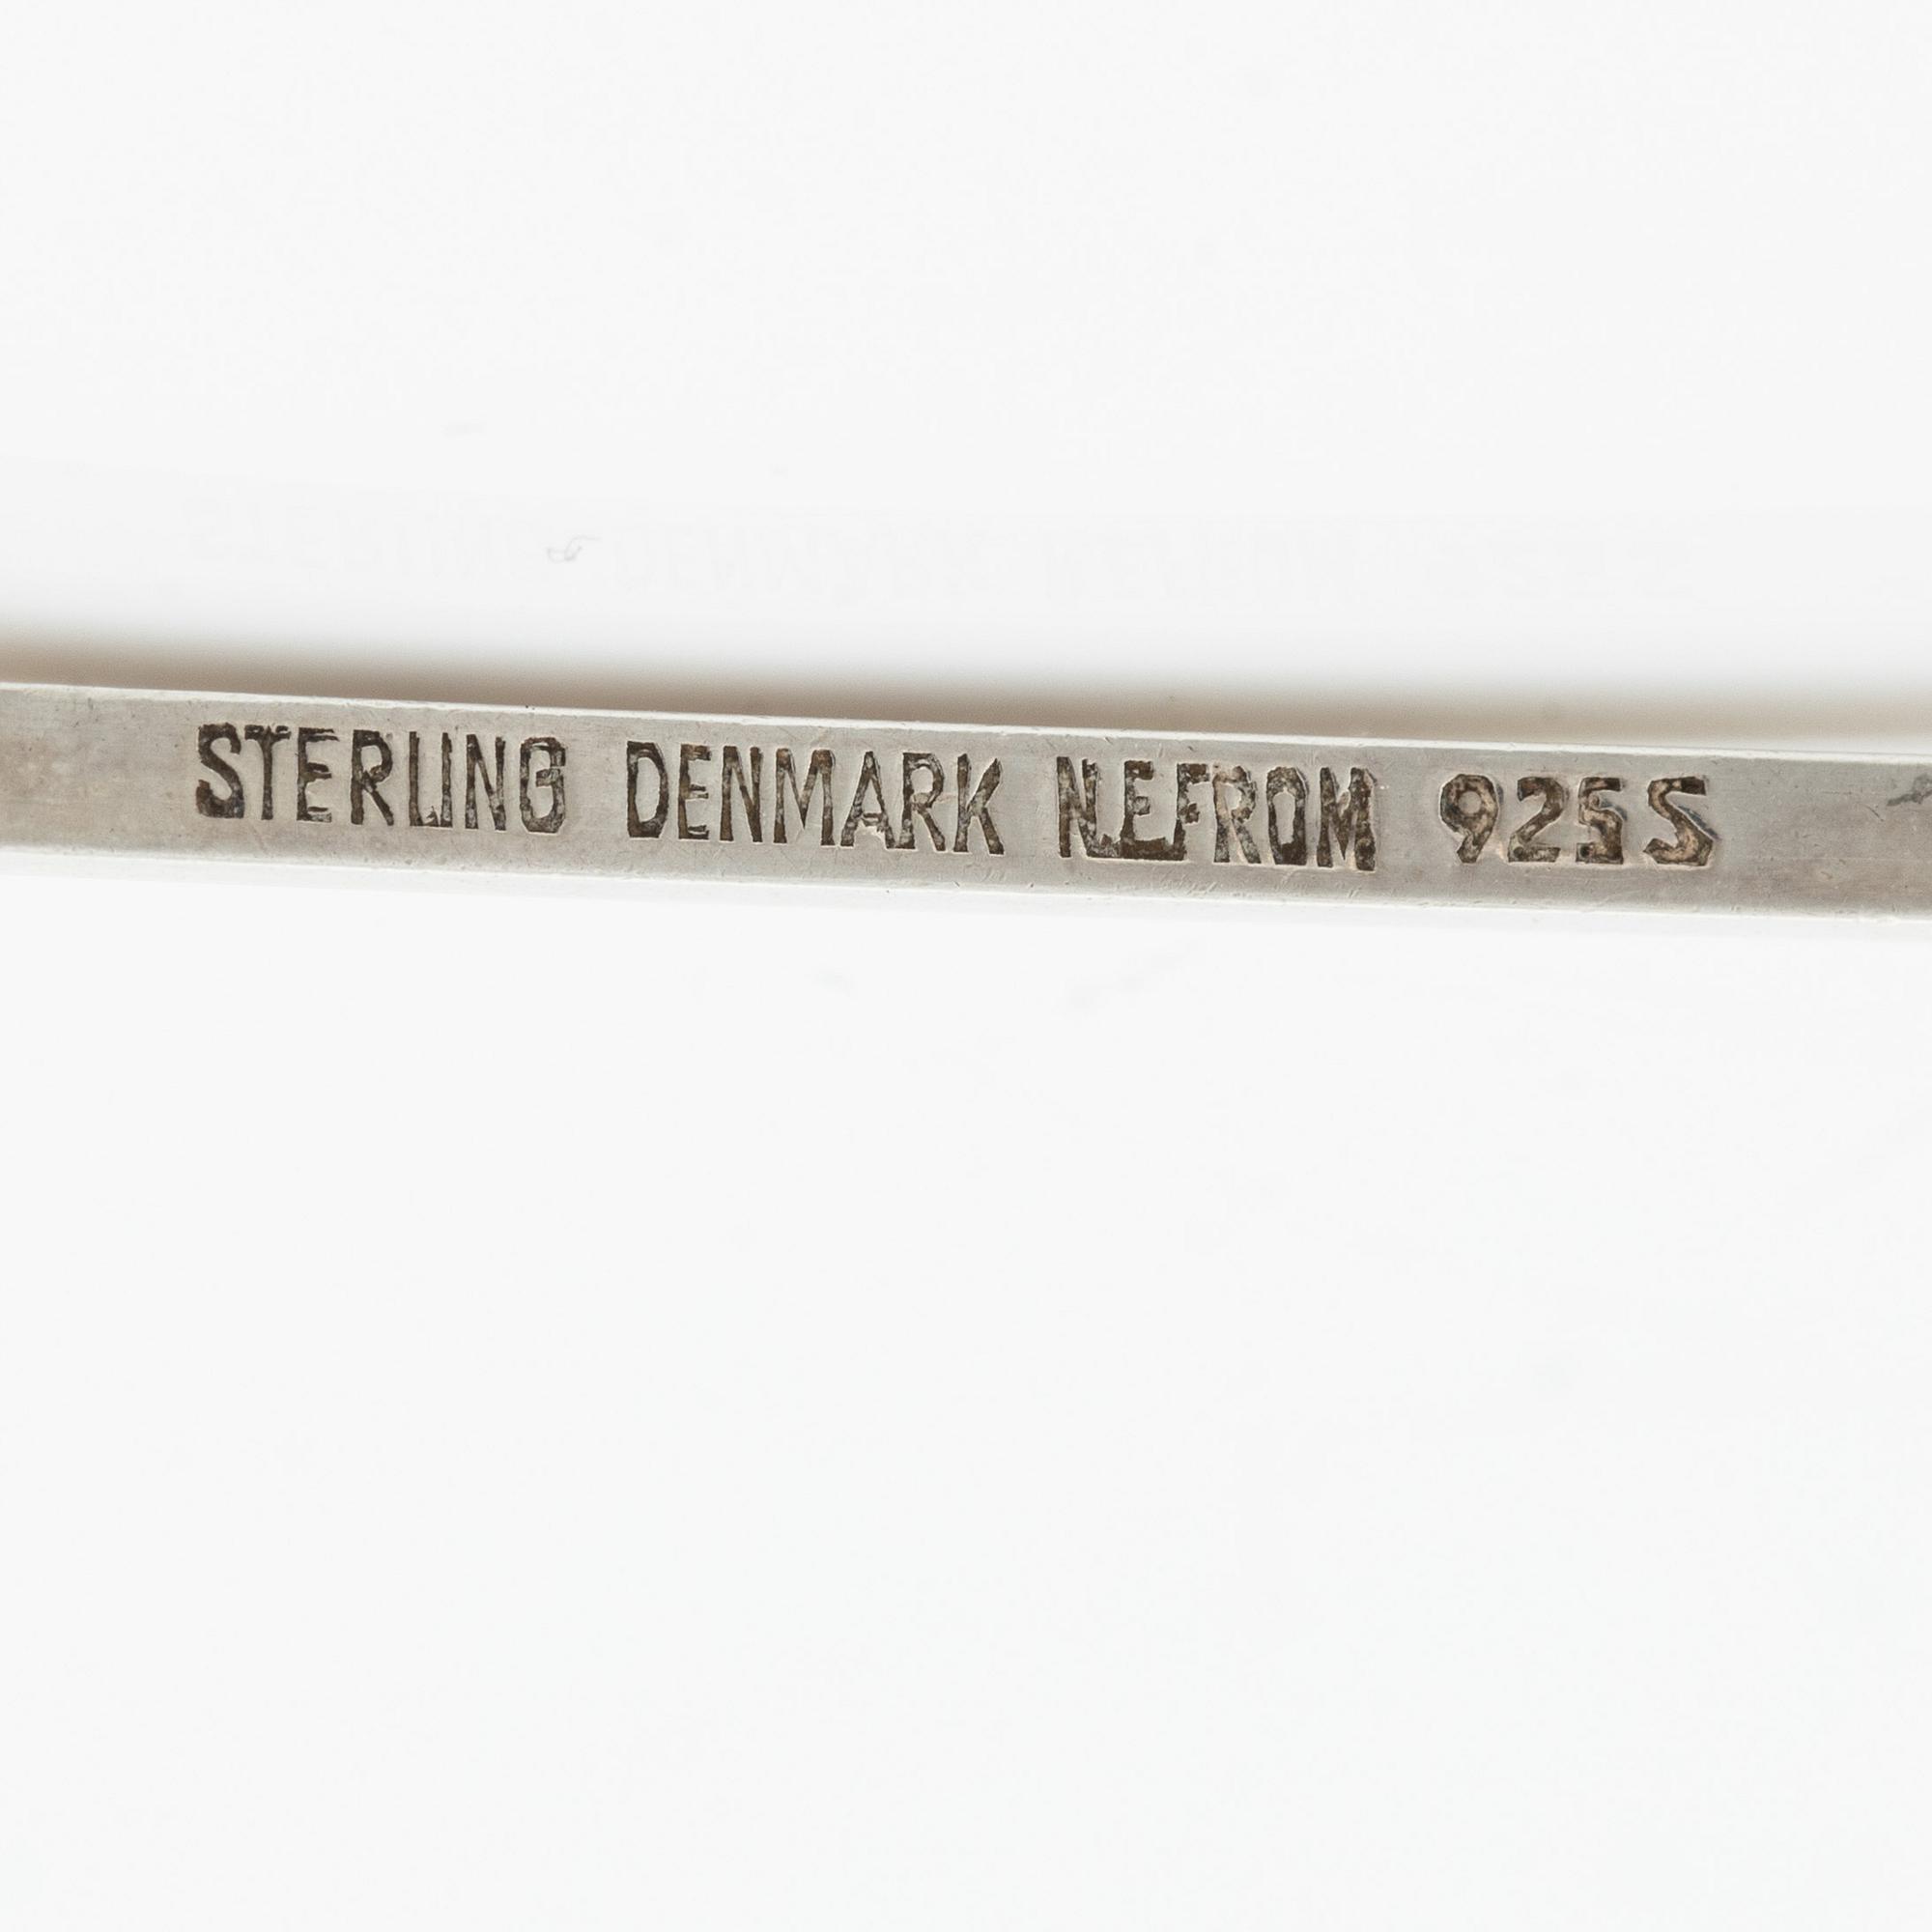 STERLING DENMARK N.E.FROM 925S